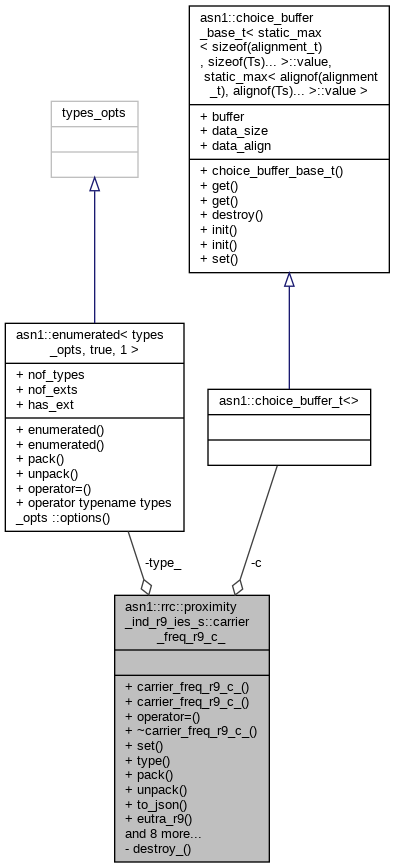 asn1::choice_buffer
_base_t< static_max
< sizeof(alignment_t)
, sizeof(Ts)... >::value,
static_max< alignof(alignment
_t), alignof(Ts)... >::value >
+ buffer
+ data_size
+ data_align
+ choice_buffer_base_t()
+ get()
+ get()
+ destroy()
+ init()
+ init()
+ set()
types_opts
asn1::enumerated< types
_opts, true, 1 >
+ nof_types
+ nof_exts
+ has_ext
+ enumerated()
+ enumerated()
+ pack()
+ unpack()
+ operator=()
+ operator typename types
_opts ::options()
asn1::choice_buffer_t<>
-type_
-c
asn1::rrc::proximity
_ind_r9_ies_s::carrier
_freq_r9_c_
+ carrier_freq_r9_c_()
+ carrier_freq_r9_c_()
+ operator=()
+ ~carrier_freq_r9_c_()
+ set()
+ type()
+ pack()
+ unpack()
+ to_json()
+ eutra_r9()
and 8 more...
- destroy_()